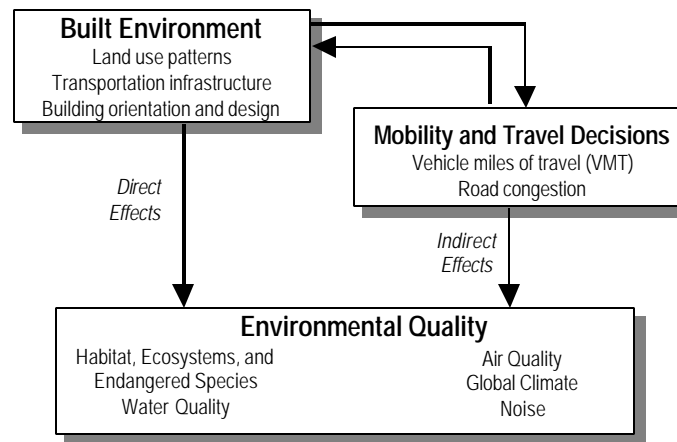 Built Environment
Land use patterns
Transportation infrastructure
Building orientation and design
Mobility and Travel Decisions
Vehicle miles of travel (VMT)
Road congestion
Direct
Effects
Indirect
Effects
Environmental Quality
Habitat, Ecosystems, and
Endangered Species
Water Quality
Air Quality
Global Climate
Noise